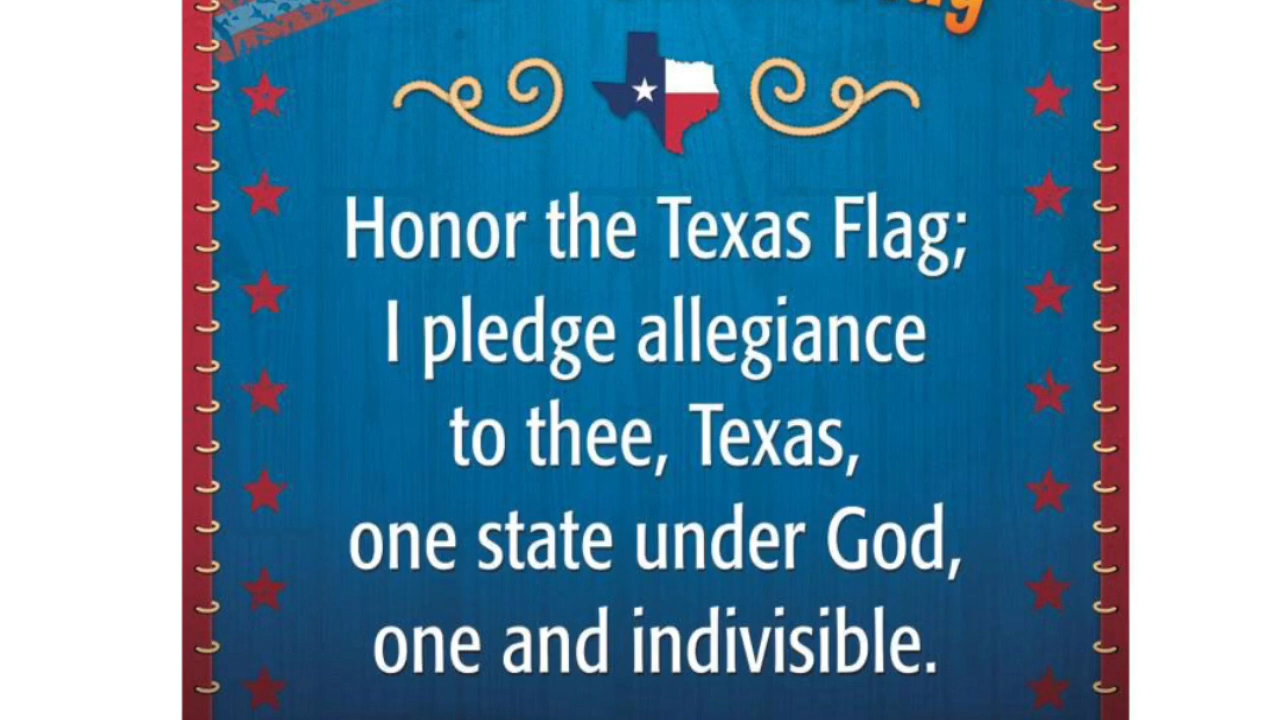 Honor the Texas Flag;
I pledge allegiance
to thee, Texas,
one state under God,
one and indivisible.